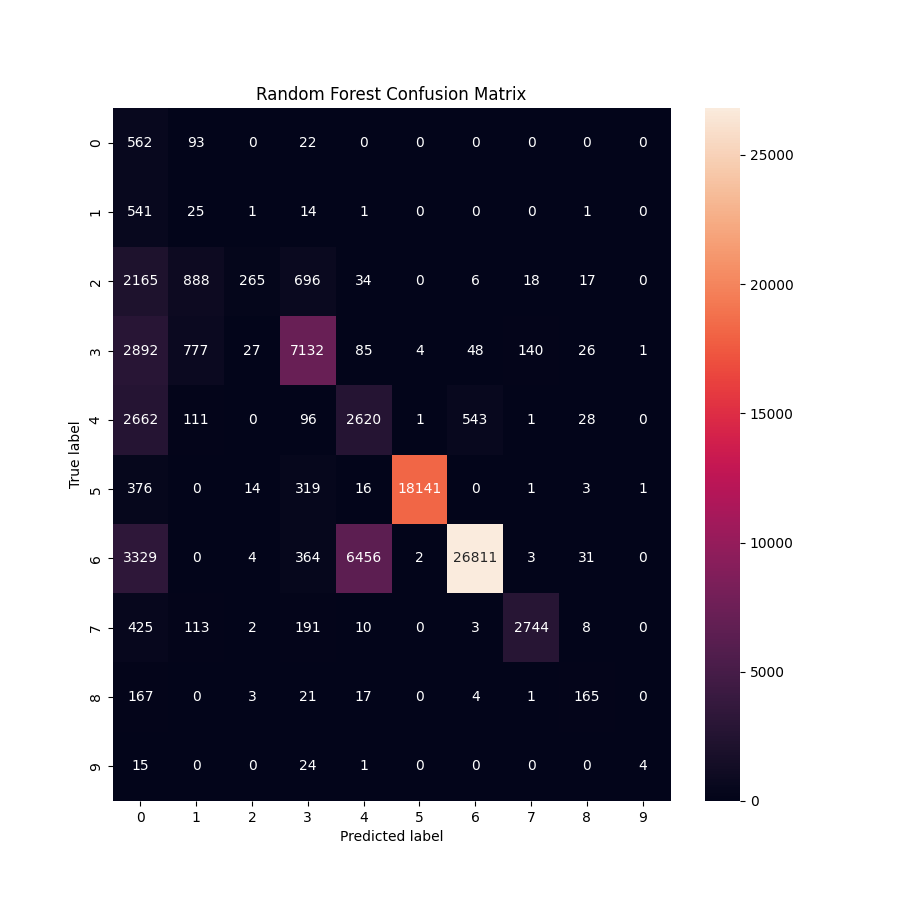 Random Forest Confusion Matrix
0 562 93 0 22 0 0 0 0 0 0
1 541 25 1 14 1 0 0 0 1 0
2 2165 888 265 696 34 0 6 18 17 0
3 2892 777 27 7132 85 4 48 140 26 1
4 2662 111 0 96 2620 1 543 1 28 0
5 376 0 14 319 16 18141 0 1 3 1
6 3329 0 4 364 6456 2 26811 3 31 0
7 425 113 2 191 10 0 3 2744 8 0
8 167 0 3 21 17 0 4 1 165 0
9 15 0 0 24 1 0 0 0 0 4
0 1 2 3 4 5 6 7 8 9
True label
Predicted label
25000
20000
15000
10000
5000
0